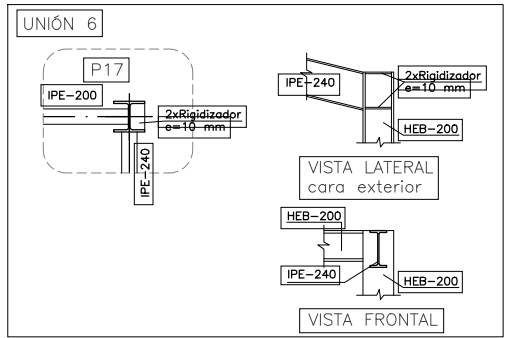 UNIÓN 6
P17
IPE-200
2xRigidizador
e=10 mm
IPE-240
IPE-240
2xRigidizador
e=10 mm
HEB-200
VISTA LATERAL
cara exterior
HEB-200
IPE-240
HEB-200
VISTA FRONTAL